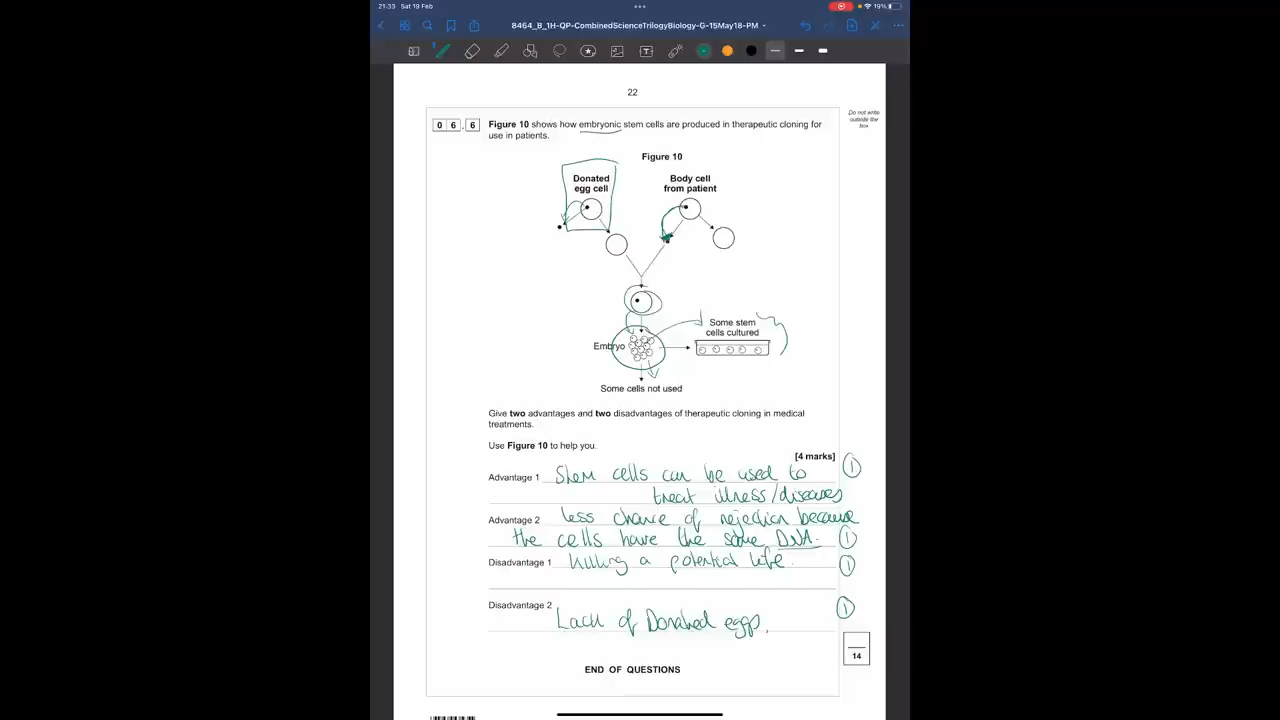 21:33 Sat 19 Feb
19%
8464_B_1H-QP-CombinedScienceTrilogyBiology-G-15May18-PM
22
Do not write
outside the
box
0 6 . 6
Figure 10 shows how embryonic stem cells are produced in therapeutic cloning for
use in patients.
Figure 10
Donated
egg cell
Body cell
from patient
Some stem
cells cultured
Embryo
Some cells not used
Give two advantages and two disadvantages of therapeutic cloning in medical
treatments.
Use Figure 10 to help you.
[4 marks]
Advantage 1 Stem cells can be used to 1
treat illness/diseases
Advantage 2 less chance of rejection because
the cells have the same DNA. 1
Disadvantage 1 killing a potential life. 1
Disadvantage 2 1
Lack of Donated eggs.
14
END OF QUESTIONS